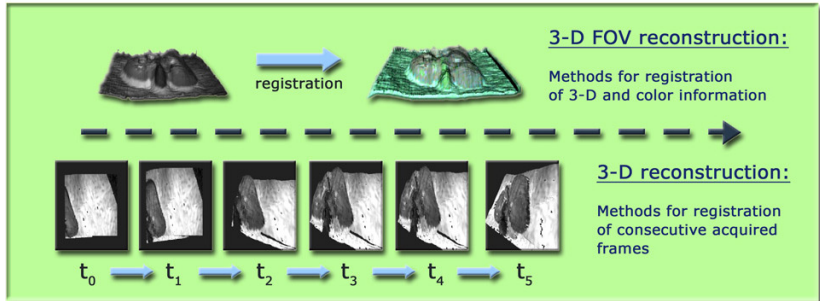 3-D FOV reconstruction:
registration
Methods for registration
of 3-D and color information
3-D reconstruction:
Methods for registration
of consecutive acquired
frames
t0 t1 t2 t3 t4 t5